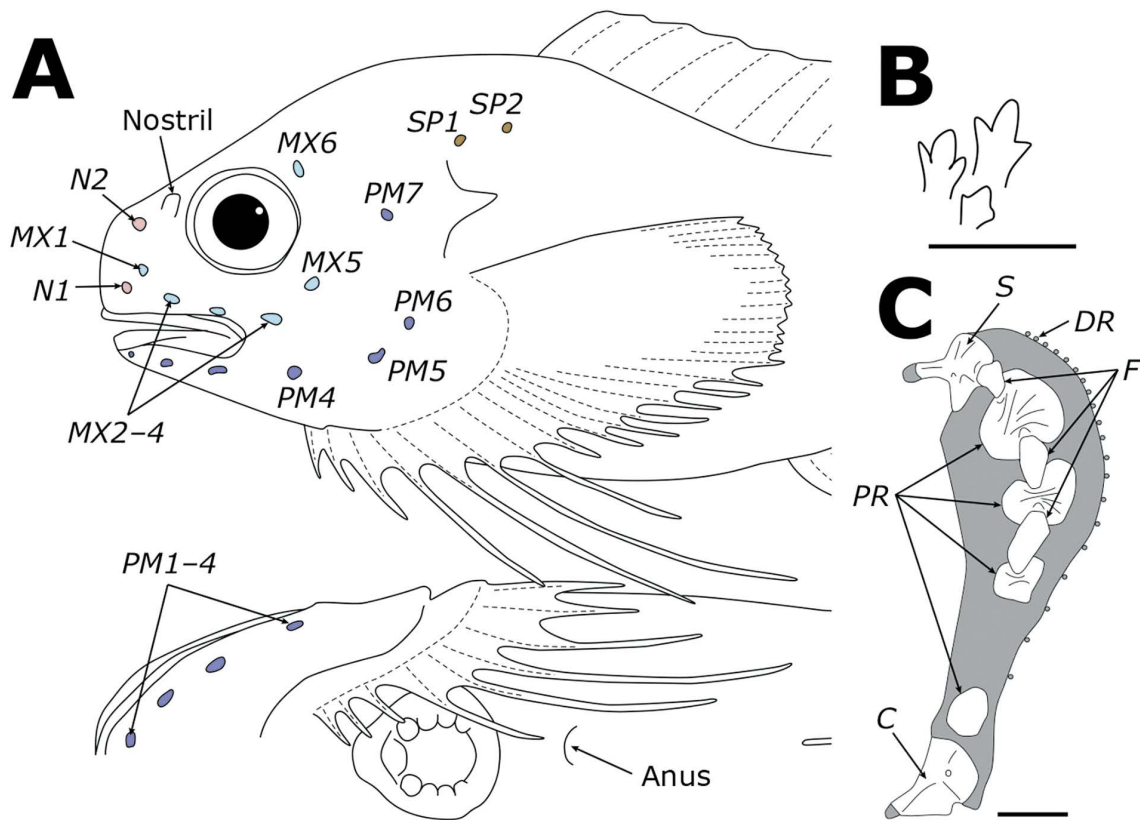 A
Nostril
N2
MX1
N1
MX6
SP1
SP2
PM7
MX5
PM6
PM5
PM4
MX2–4
PM1–4
Anus
B
C
S
DR
F
PR
C